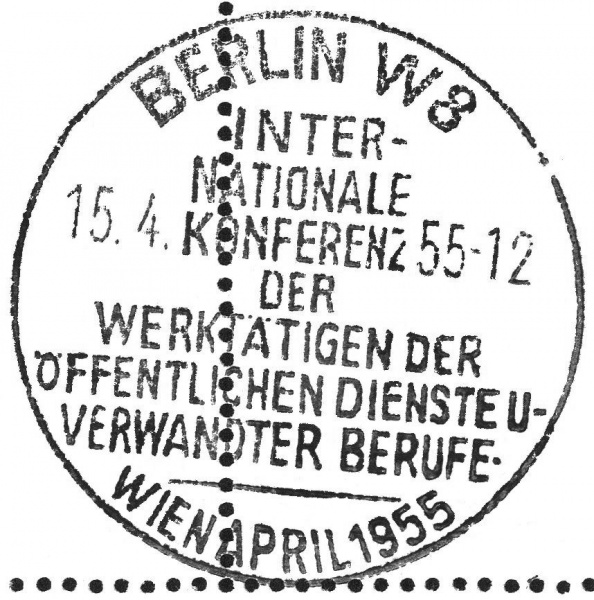 BERLIN W8
INTER-
NATIONALE
15.4. KONFERENZ 55-12
DER
WERKTÄTIGEN DER
ÖFFENTLICHEN DIENSTE U-
VERWANDTER BERUFE-
WIEN APRIL 1955